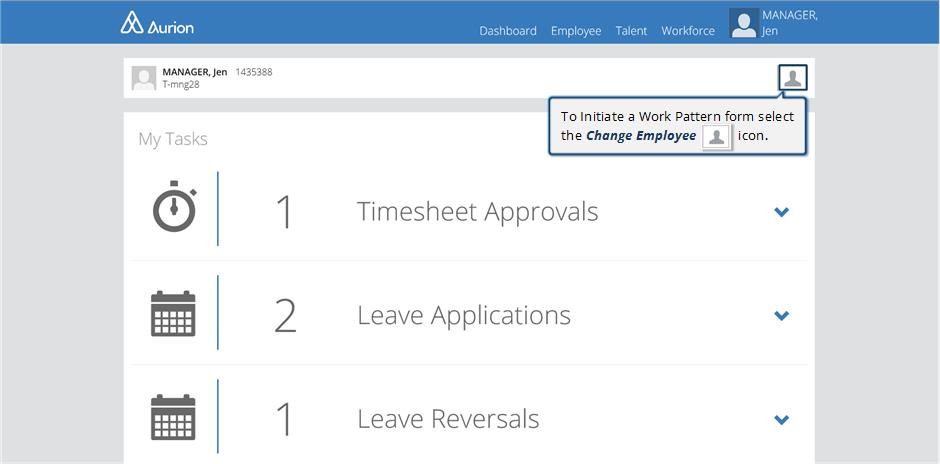 Aurion
Dashboard Employee Talent Workforce
MANAGER,
Jen
MANAGER, Jen 1435388
T-mng28
To Initiate a Work Pattern form select
the Change Employee icon.
My Tasks
1 Timesheet Approvals
2 Leave Applications
1 Leave Reversals